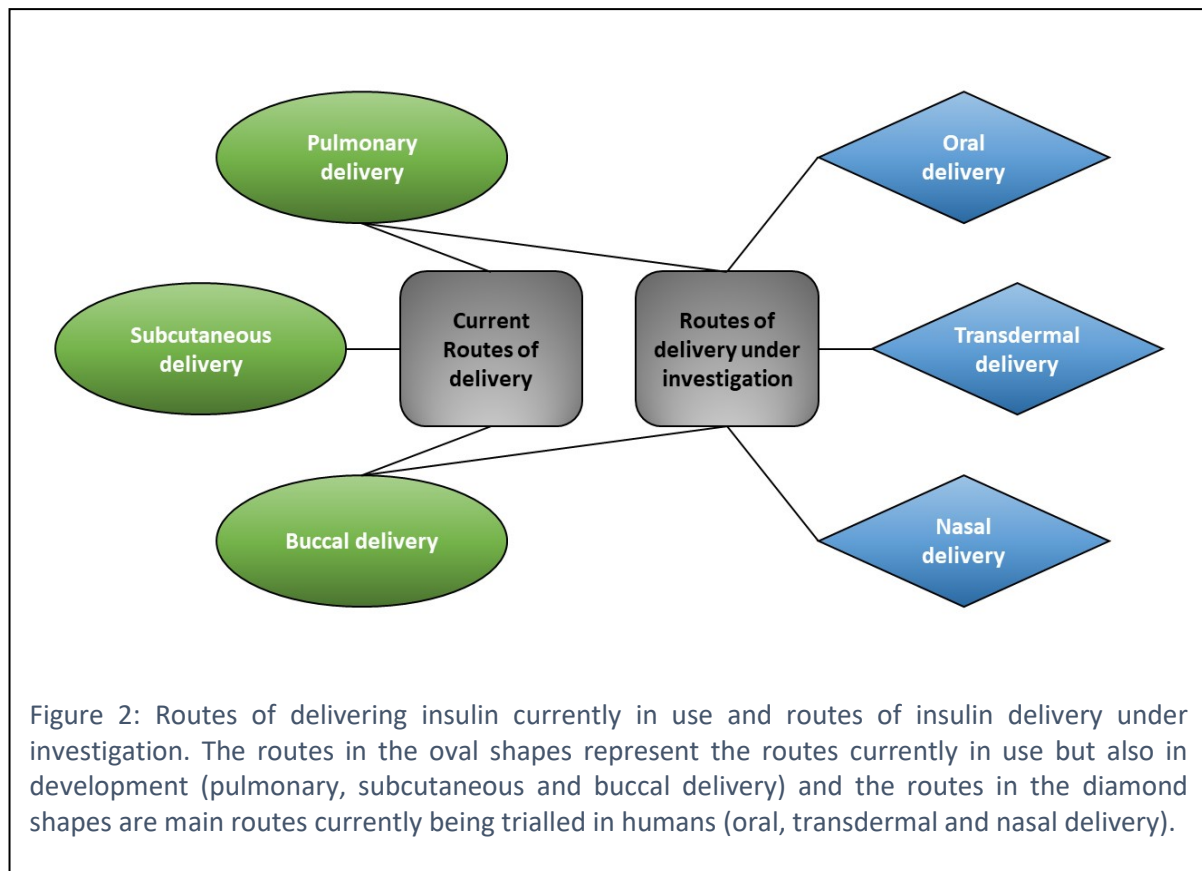 Pulmonary
delivery
Oral
delivery
Subcutaneous
delivery
Current
Routes of
delivery
Routes of
delivery under
investigation
Transdermal
delivery
Buccal delivery
Nasal
delivery
Figure 2: Routes of delivering insulin currently in use and routes of insulin delivery under
investigation. The routes in the oval shapes represent the routes currently in use but also in
development (pulmonary, subcutaneous and buccal delivery) and the routes in the diamond
shapes are main routes currently being trialled in humans (oral, transdermal and nasal delivery).